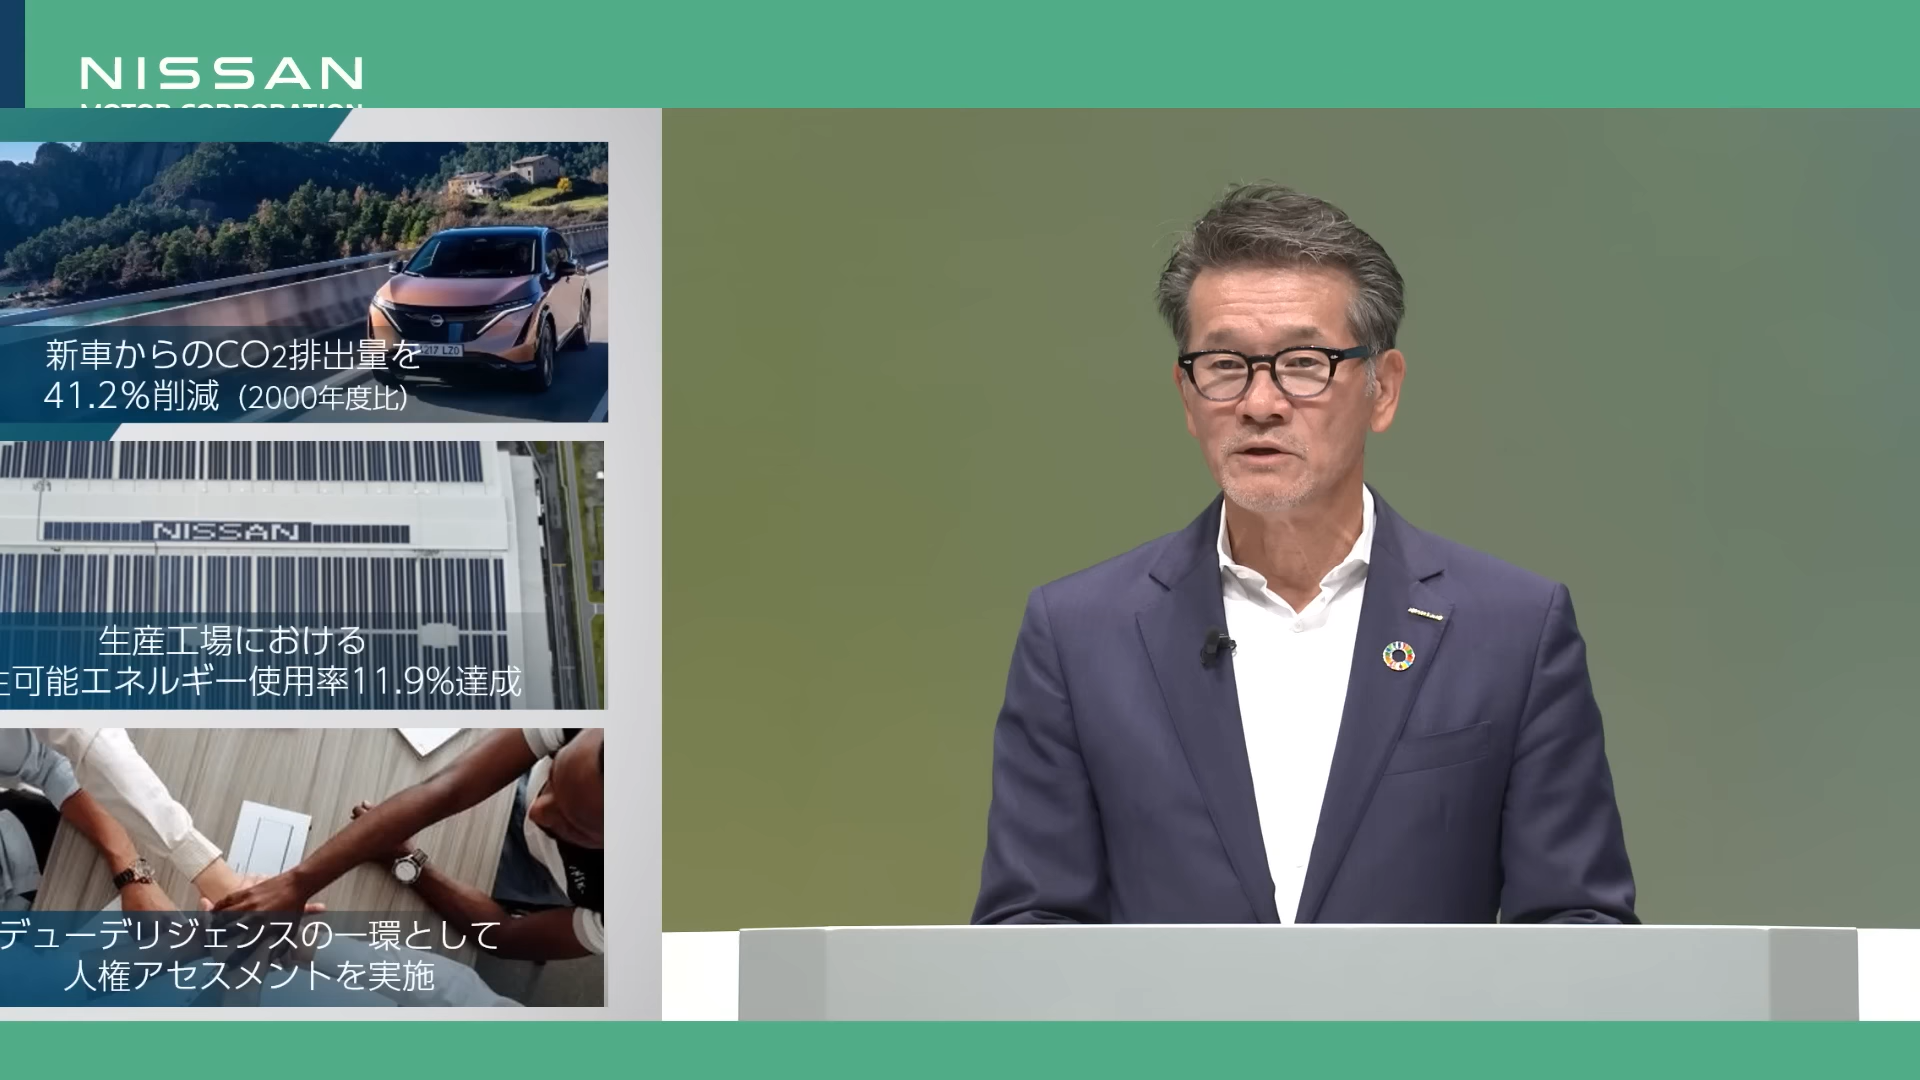 NISSAN
MOTOR CORPORATION
新車からのCO2排出量を
41.2%削減（2000年度比）
NISSAN
生産工場における
可能エネルギー使用率11.9%達成
デューデリジェンスの一環として
人権アセスメントを実施